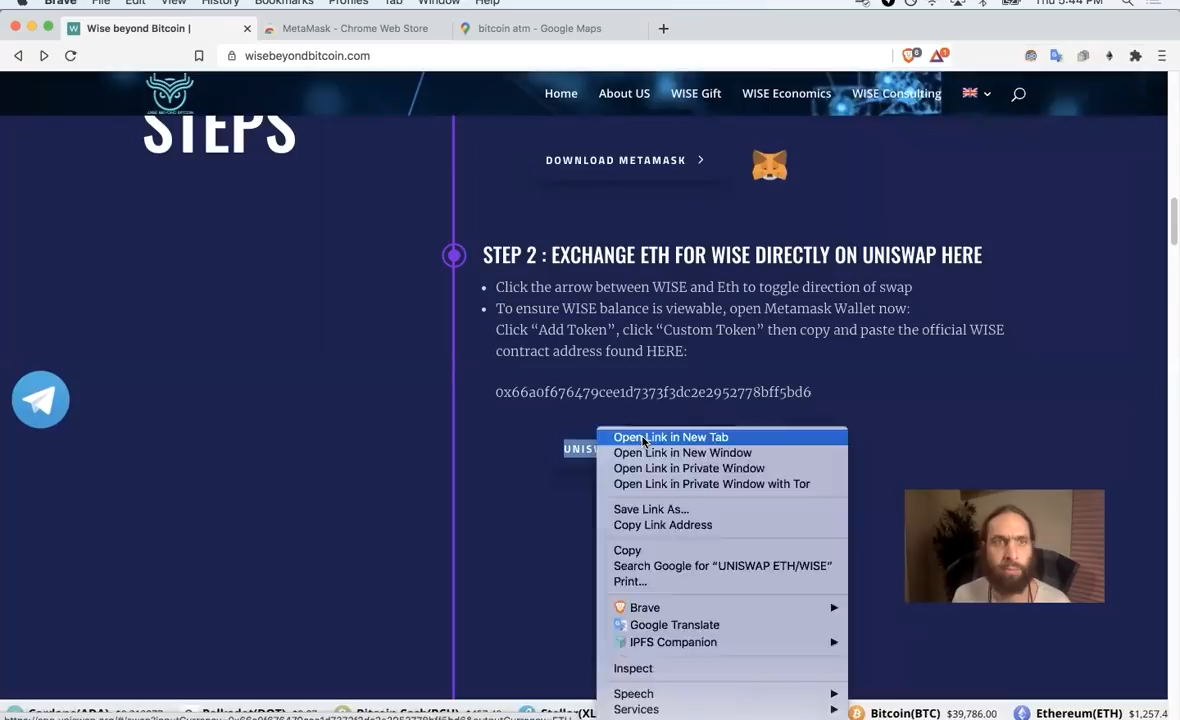 Brave File Edit View History Bookmarks Profiles Tab Window Help
Thu 5:44 PM
Wise beyond Bitcoin |
MetaMask - Chrome Web Store
bitcoin atm - Google Maps
wisebeyondbitcoin.com
6
1
Home About US WISE Gift WISE Economics WISE Consulting
STEPS
DOWNLOAD METAMASK
STEP 2 : EXCHANGE ETH FOR WISE DIRECTLY ON UNISWAP HERE
Click the arrow between WISE and Eth to toggle direction of swap
To ensure WISE balance is viewable, open Metamask Wallet now:
Click “Add Token”, click “Custom Token” then copy and paste the official WISE
contract address found HERE:
0x66a0f676479cee1d7373f3dc2e2952778bff5bd6
UNISW
Open Link in New Tab
Open Link in New Window
Open Link in Private Window
Open Link in Private Window with Tor
Save Link As...
Copy Link Address
Copy
Search Google for “UNISWAP ETH/WISE”
Print...
Brave
Google Translate
IPFS Companion
Inspect
Speech
Services
Bitcoin(BTC) $39,786.00
Ethereum(ETH) $1,257.4